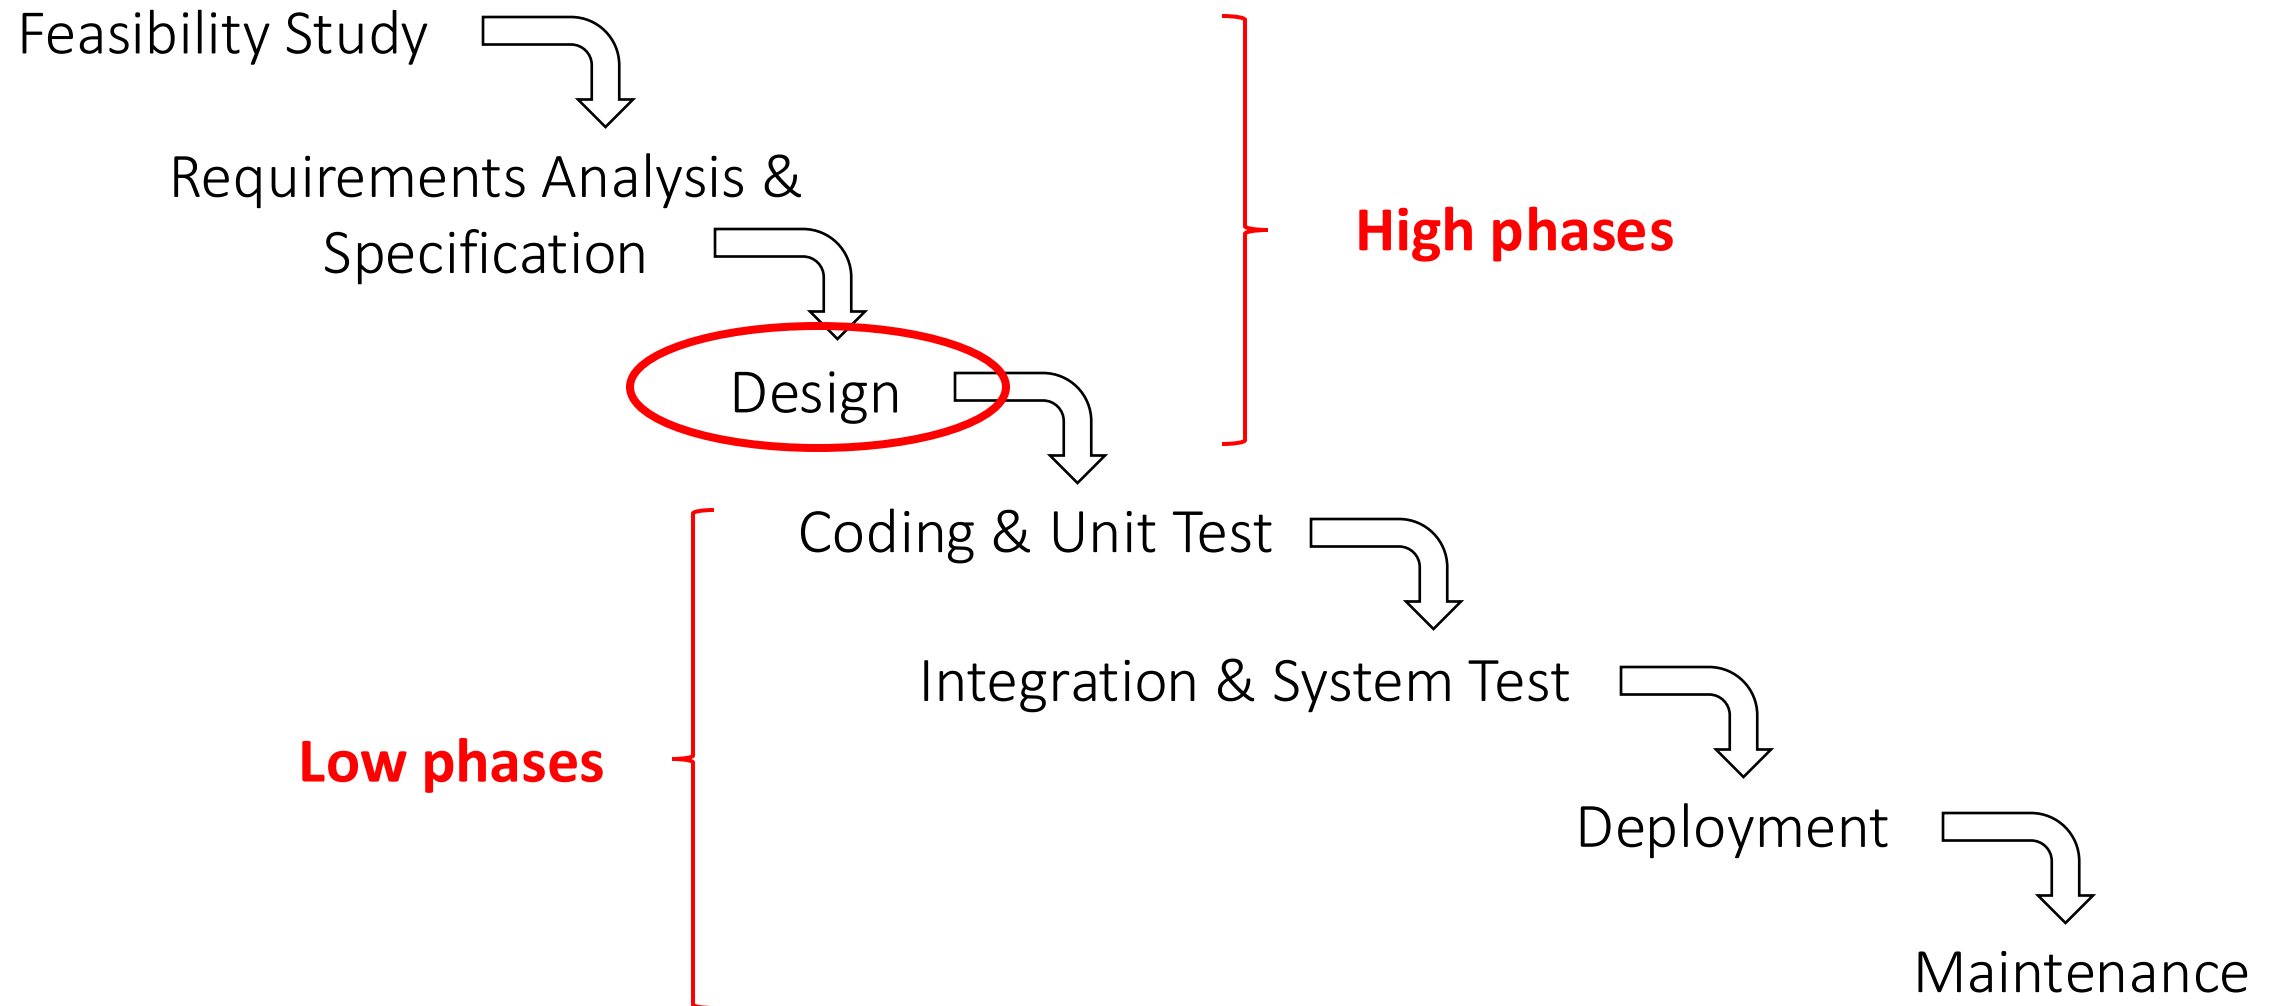 Feasibility Study
Requirements Analysis &
Specification
High phases
Design
Coding & Unit Test
Integration & System Test
Low phases
Deployment
Maintenance